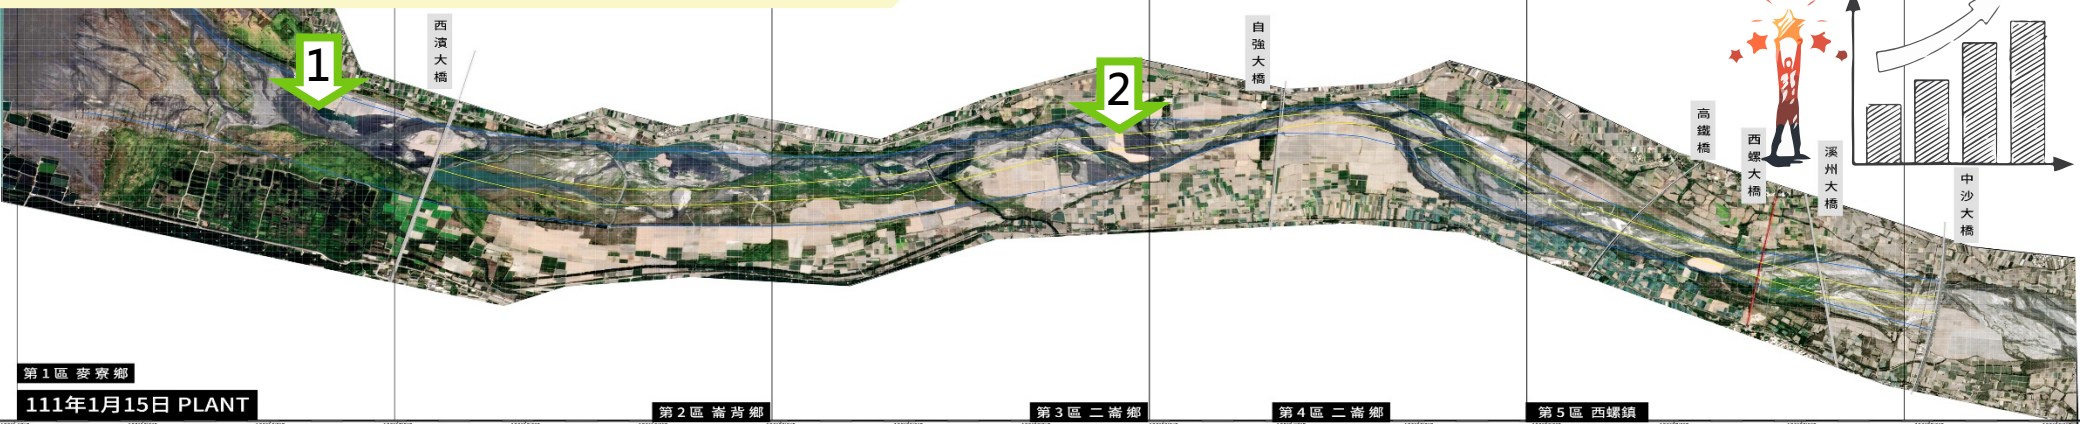 1
西濱大橋
2
自強大橋
高鐵橋
西螺大橋
溪州大橋
中沙大橋
第1區 麥寮鄉
111年1月15日 PLANT
第2區 崙背鄉
第3區 二崙鄉
第4區 二崙鄉
第5區 西螺鎮